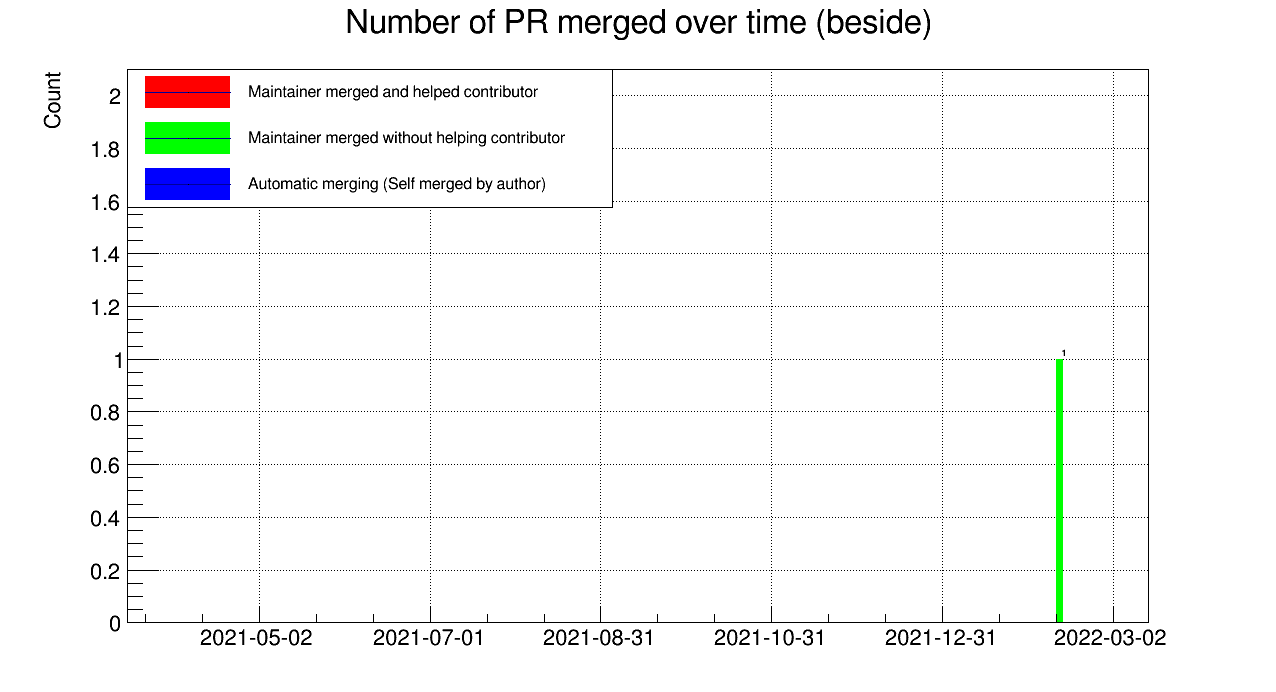 Number of PR merged over time (beside)
Count
Maintainer merged and helped contributor
Maintainer merged without helping contributor
Automatic merging (Self merged by author)
2
1.8
1.6
1.4
1.2
1
0.8
0.6
0.4
0.2
0
1
2021-05-02 2021-07-01 2021-08-31 2021-10-31 2021-12-31 2022-03-02